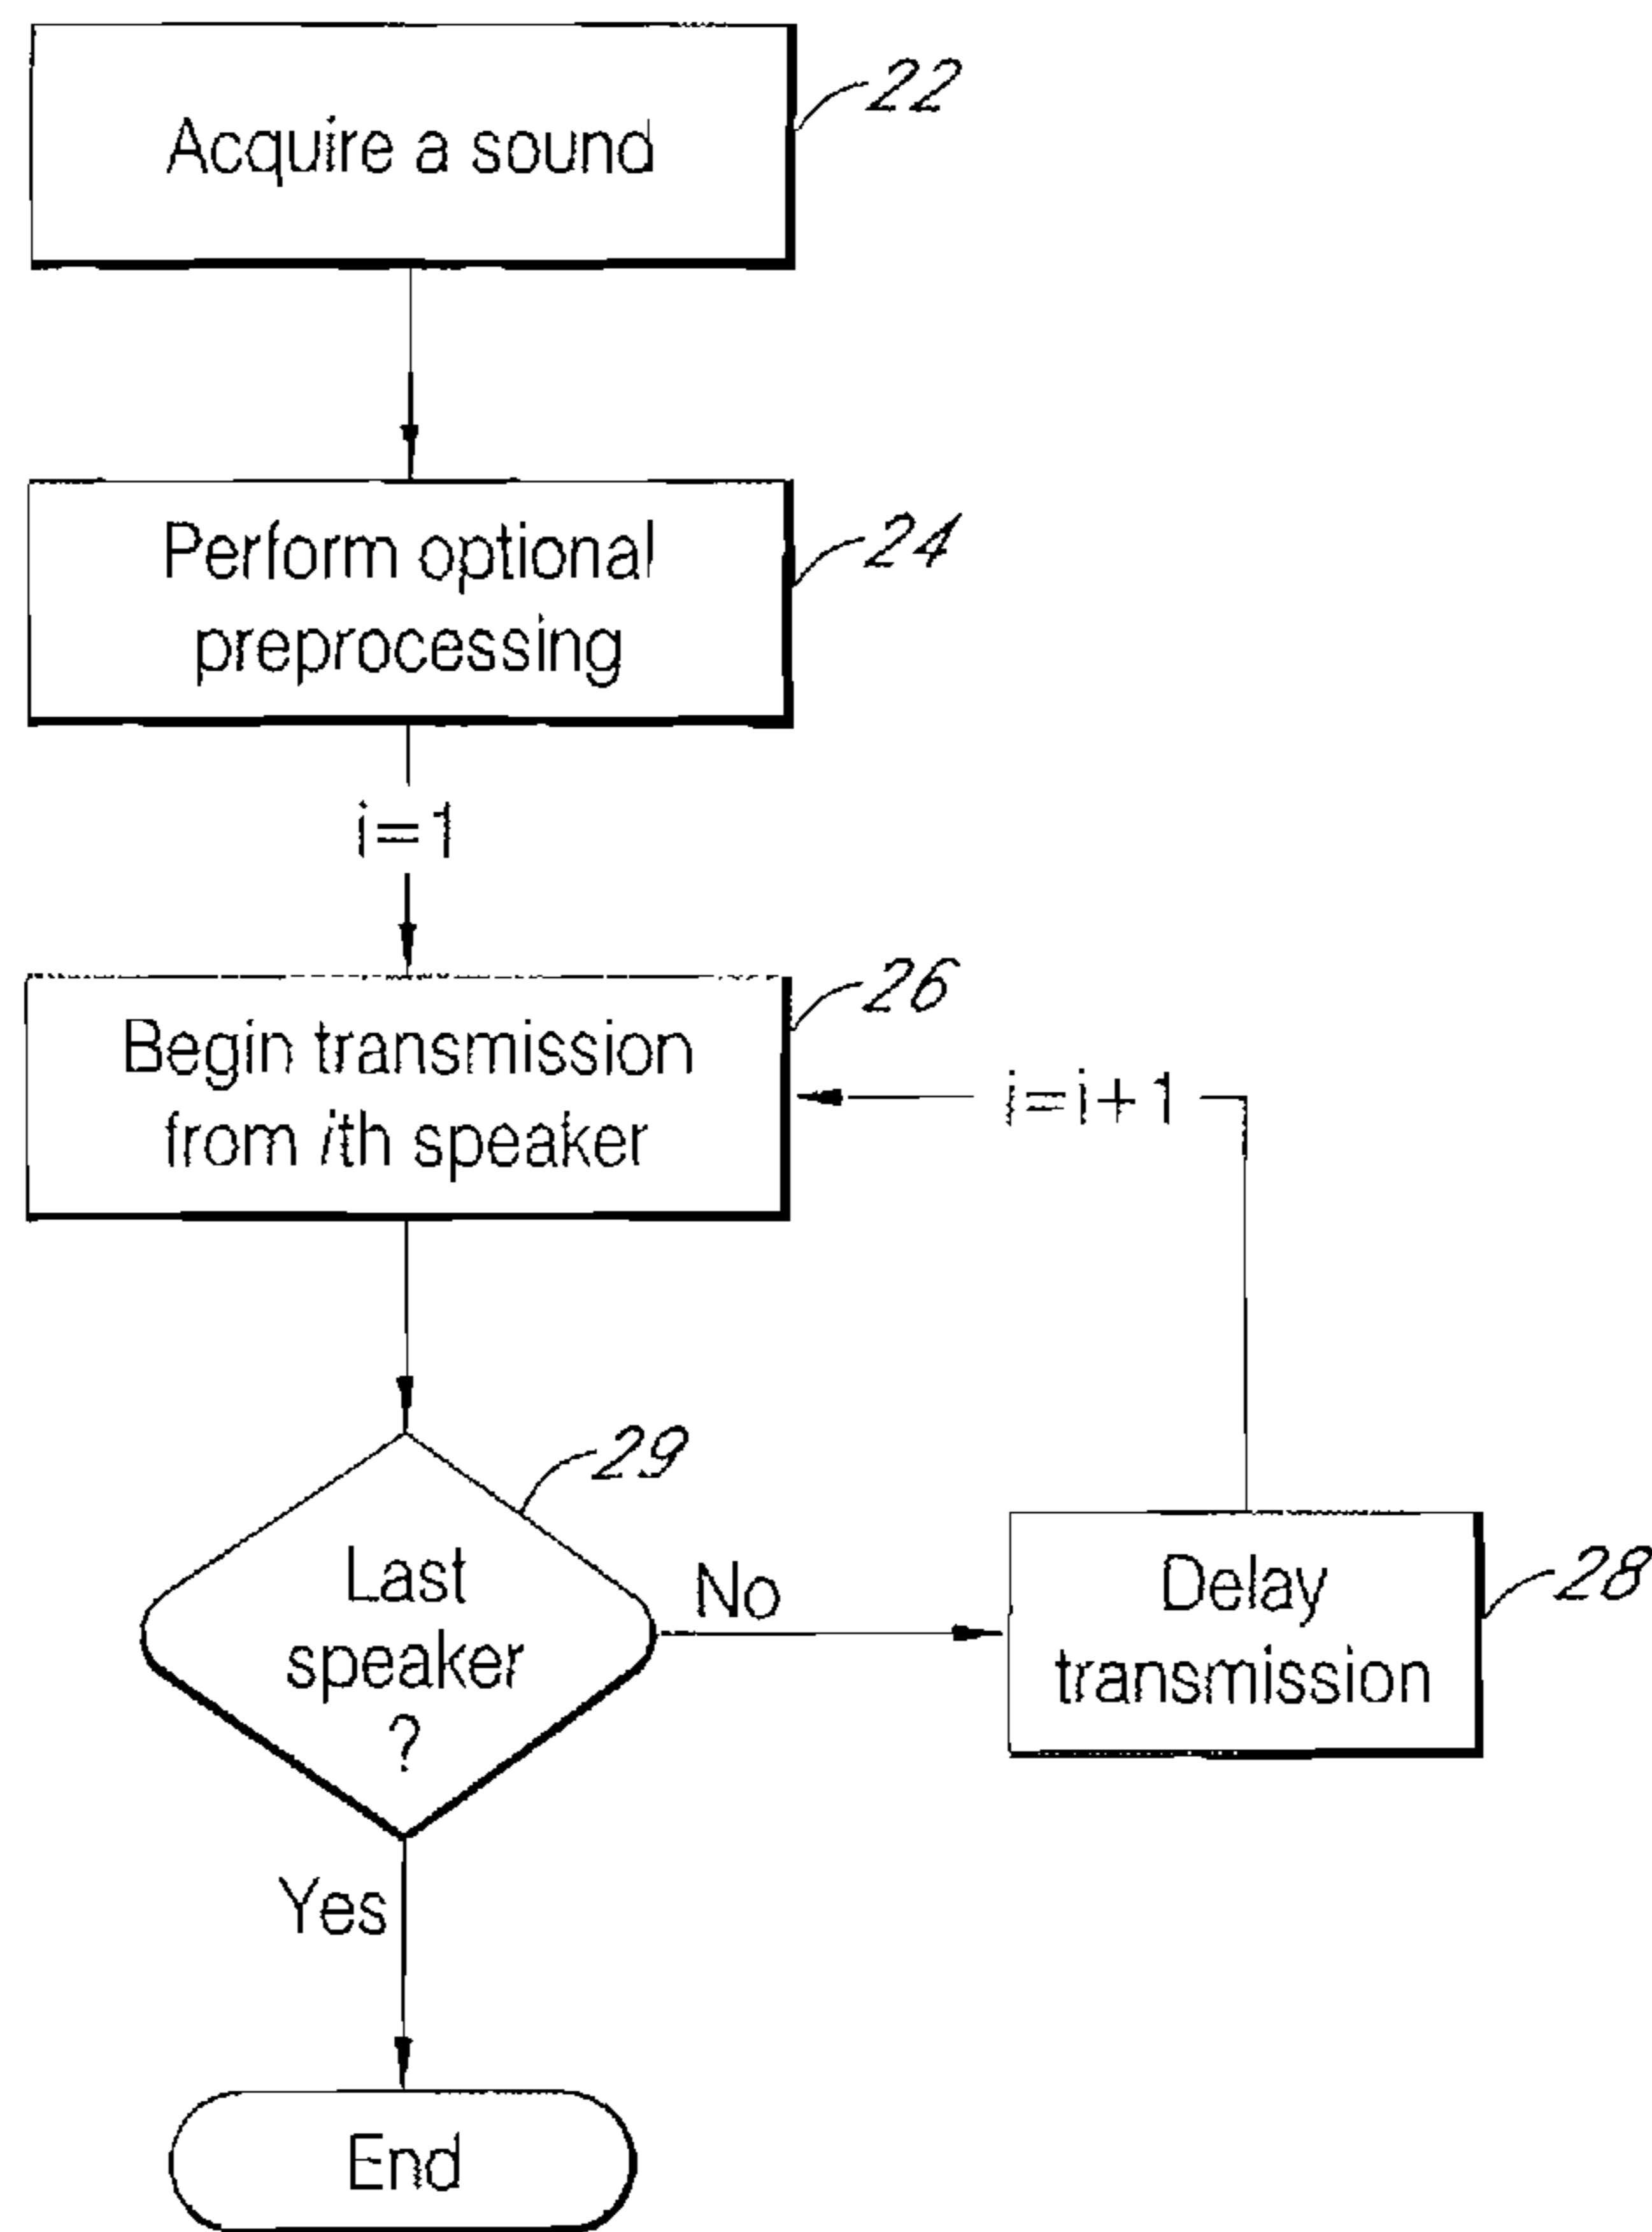 Acquire a sound
22
Perform optional
preprocessing
24
i=1
Begin transmission
from ith speaker
26
i=i+1
Last
speaker
?
29
No
Delay
transmission
28
Yes
End